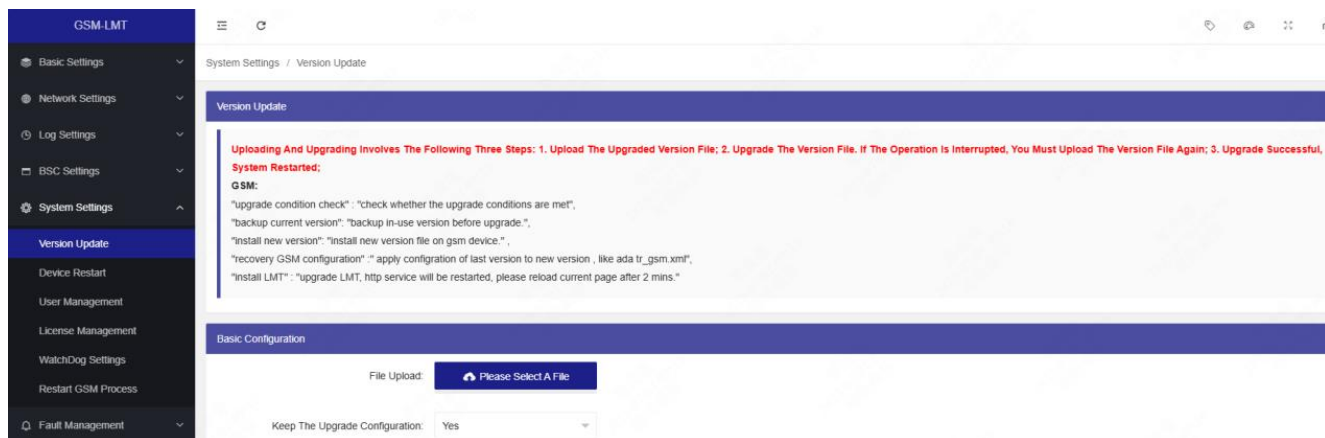 GSM-LMT
Basic Settings
Network Settings
Log Settings
BSC Settings
System Settings
Version Update
Device Restart
User Management
License Management
WatchDog Settings
Restart GSM Process
Fault Management
System Settings / Version Update
Version Update
Uploading And Upgrading Involves The Following Three Steps: 1. Upload The Upgraded Version File; 2. Upgrade The Version File. If The Operation Is Interrupted, You Must Upload The Version File Again; 3. Upgrade Successful,
System Restarted;
GSM:
"upgrade condition check" : "check whether the upgrade conditions are met",
"backup current version": "backup in-use version before upgrade.",
"install new version": "install new version file on gsm device." ,
"recovery GSM configuration" :" apply configration of last version to new version , like ada tr_gsm.xml",
"install LMT" : "upgrade LMT, http service will be restarted, please reload current page after 2 mins."
Basic Configuration
File Upload:
Please Select A File
Keep The Upgrade Configuration:
Yes